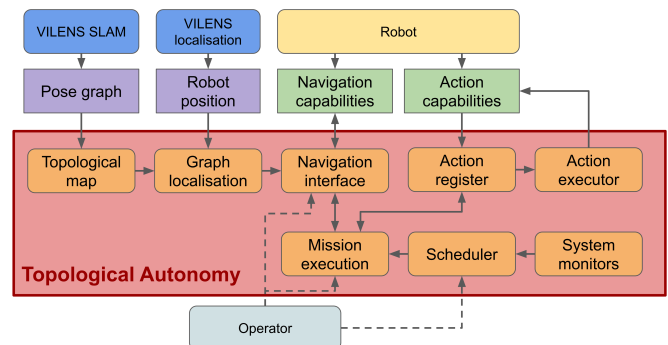 VILENS SLAM
VILENS
localisation
Robot
Pose graph
Robot
position
Navigation
capabilities
Action
capabilities
Topological
map
Graph
localisation
Navigation
interface
Action
register
Action
executor
Mission
execution
Scheduler
System
monitors
Topological Autonomy
Operator